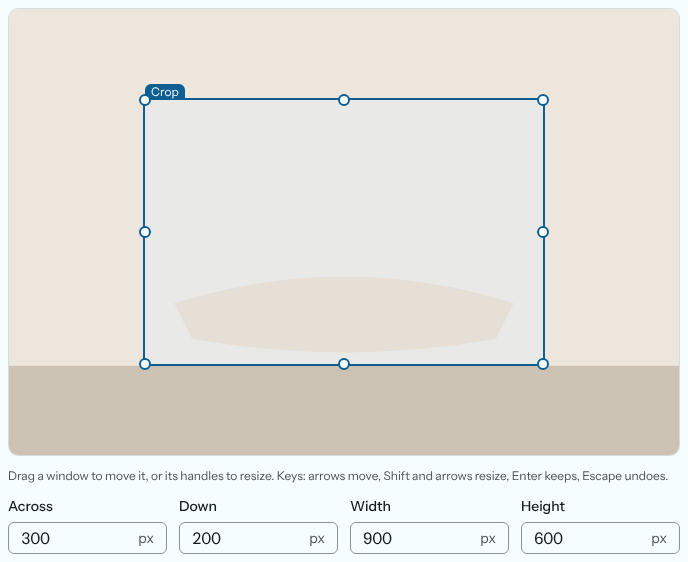 Crop
Drag a window to move it, or its handles to resize. Keys: arrows move, Shift and arrows resize, Enter keeps, Escape undoes.
Across Down Width Height
300 px 200 px 900 px 600 px